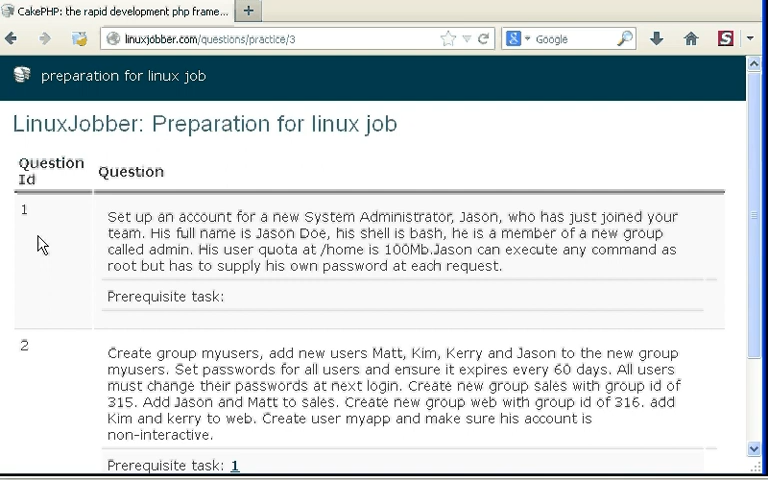 CakePHP: the rapid development php frame...
linuxjobber.com/questions/practice/3
Google
preparation for linux job
LinuxJobber: Preparation for linux job
Question Id
Question
1
Set up an account for a new System Administrator, Jason, who has just joined your
team. His full name is Jason Doe, his shell is bash, he is a member of a new group
called admin. His user quota at /home is 100Mb.Jason can execute any command as
root but has to supply his own password at each request.
Prerequisite task:
2
Create group myusers, add new users Matt, Kim, Kerry and Jason to the new group
myusers. Set passwords for all users and ensure it expires every 60 days. All users
must change their passwords at next login. Create new group sales with group id of
315. Add Jason and Matt to sales. Create new group web with group id of 316. add
Kim and kerry to web. Create user myapp and make sure his account is
non-interactive.
Prerequisite task: 1